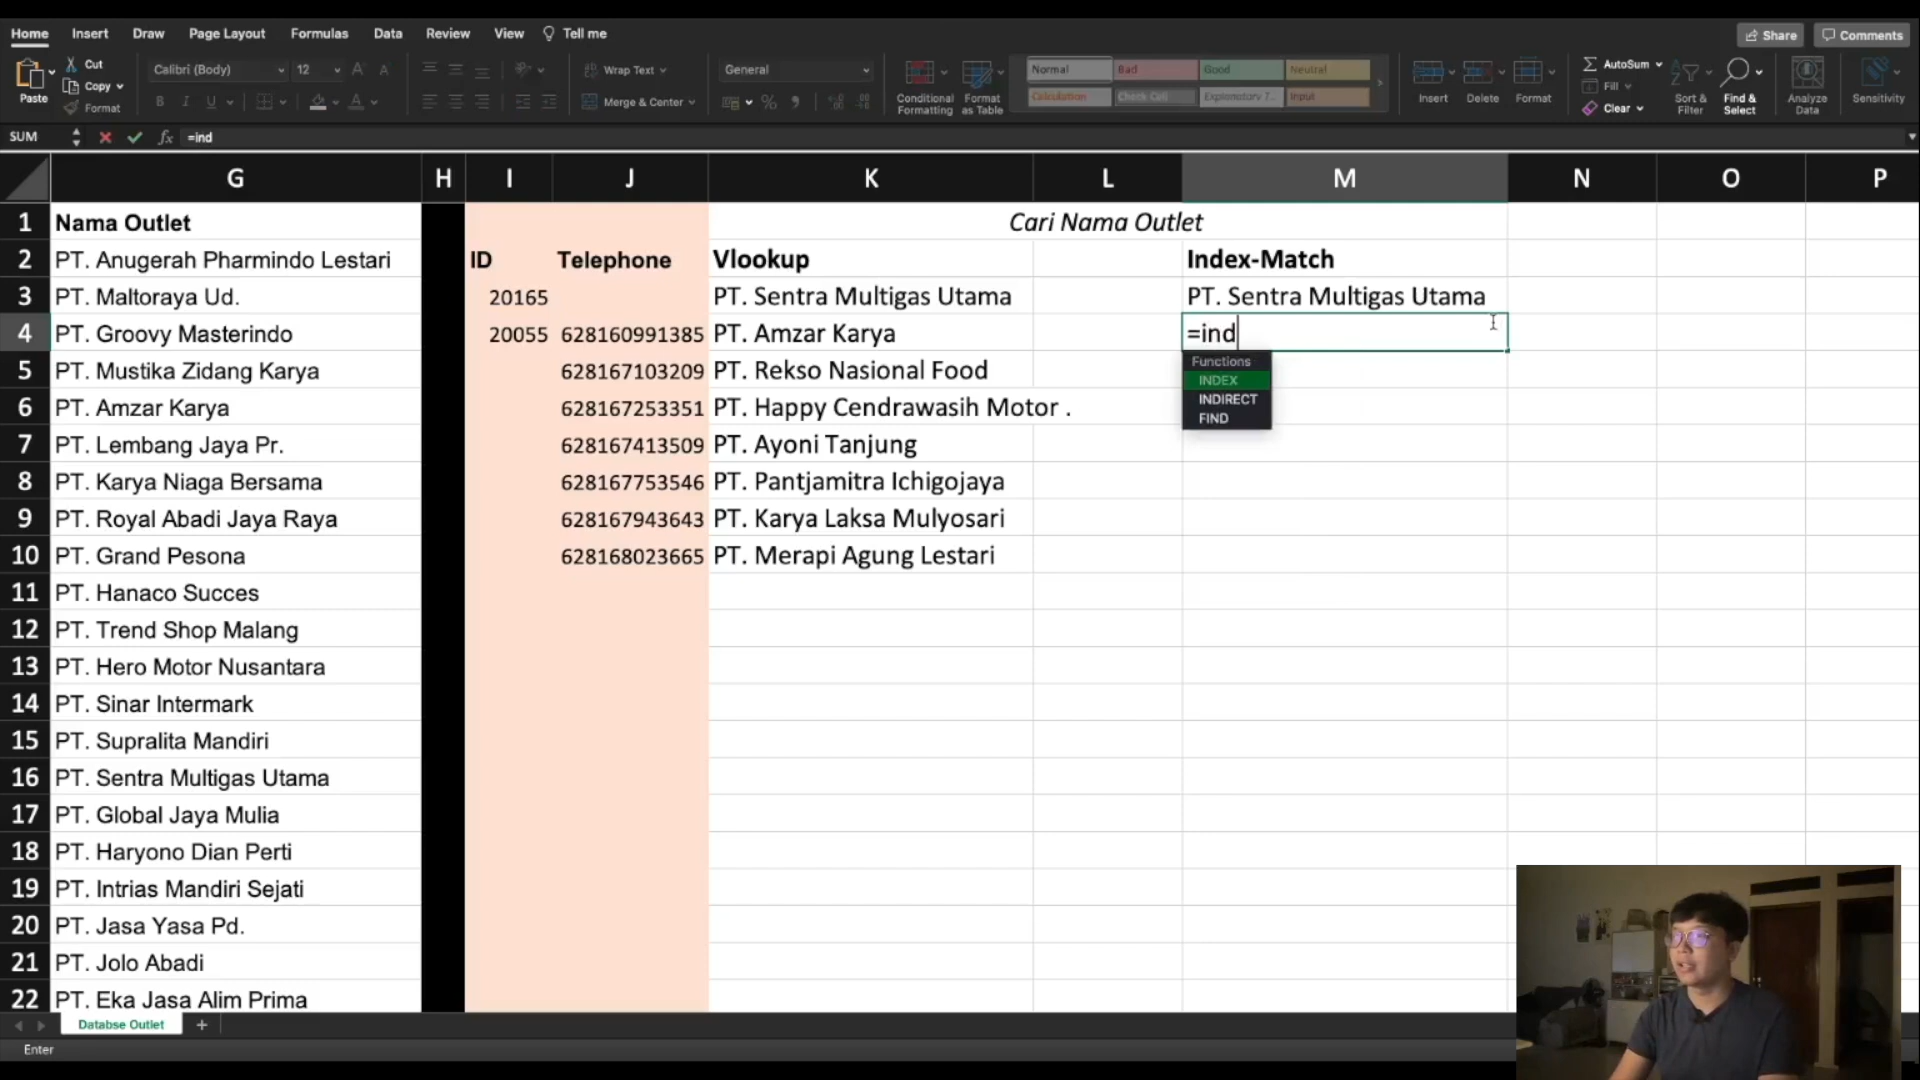 Home Insert Draw Page Layout Formulas Data Review View Tell me Share Comments
Paste Cut Copy Format Calibri (Body) 12 Wrap Text Merge & Center General Conditional Formatting Format as Table Normal Bad Good Neutral Calculation Check Cell Explanatory T... Input Insert Delete Format AutoSum Fill Clear Sort & Filter Find & Select Analyze Data Sensitivity
SUM fx =ind
G H I J K L M N O P
1 Nama Outlet Cari Nama Outlet
2 PT. Anugerah Pharmindo Lestari ID Telephone Vlookup Index-Match
3 PT. Maltoraya Ud. 20165 PT. Sentra Multigas Utama PT. Sentra Multigas Utama
4 PT. Groovy Masterindo 20055 628160991385 PT. Amzar Karya =ind
Functions
INDEX
INDIRECT
FIND
5 PT. Mustika Zidang Karya 628167103209 PT. Rekso Nasional Food
6 PT. Amzar Karya 628167253351 PT. Happy Cendrawasih Motor .
7 PT. Lembang Jaya Pr. 628167413509 PT. Ayoni Tanjung
8 PT. Karya Niaga Bersama 628167753546 PT. Pantjamitra Ichigojaya
9 PT. Royal Abadi Jaya Raya 628167943643 PT. Karya Laksa Mulyosari
10 PT. Grand Pesona 628168023665 PT. Merapi Agung Lestari
11 PT. Hanaco Succes
12 PT. Trend Shop Malang
13 PT. Hero Motor Nusantara
14 PT. Sinar Intermark
15 PT. Supralita Mandiri
16 PT. Sentra Multigas Utama
17 PT. Global Jaya Mulia
18 PT. Haryono Dian Perti
19 PT. Intrias Mandiri Sejati
20 PT. Jasa Yasa Pd.
21 PT. Jolo Abadi
22 PT. Eka Jasa Alim Prima
Databse Outlet +
Enter